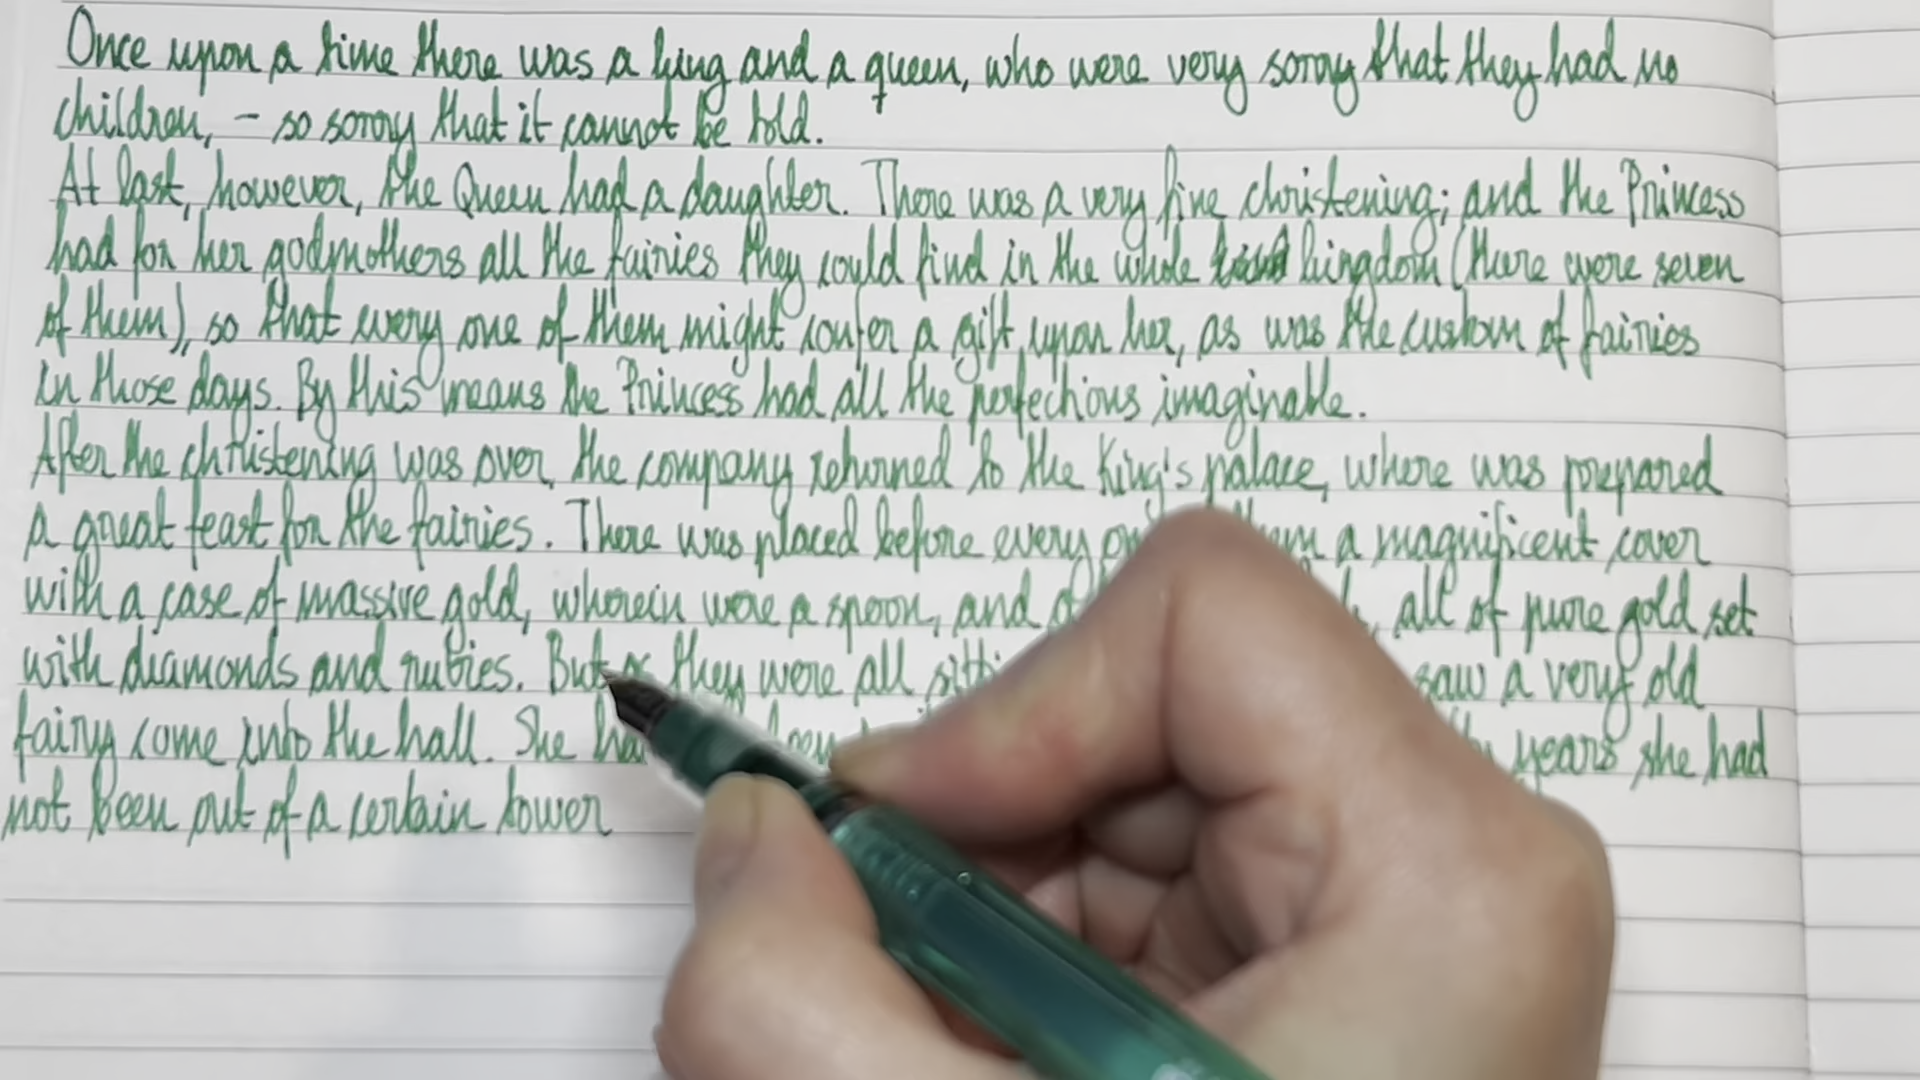 Once upon a time there was a king and a queen, who were very sorry that they had no
children, – so sorry that it cannot be told.
At last, however, the Queen had a daughter. There was a very fine christening; and the Princess
had for her godmothers all the fairies they could find in the whole kingdom (there were seven
of them), so that every one of them might confer a gift upon her, as was the custom of fairies
in those days. By this means the Princess had all the perfections imaginable.
After the christening was over, the company returned to the King's palace, where was prepared
a great feast for the fairies. There was placed before every them a magnificent cover
with a case of massive gold, wherein were a spoon, and all of pure gold set
with diamonds and rubies. But as they were all saw a very old
fairy come into the hall. She years she had
not been out of a certain tower